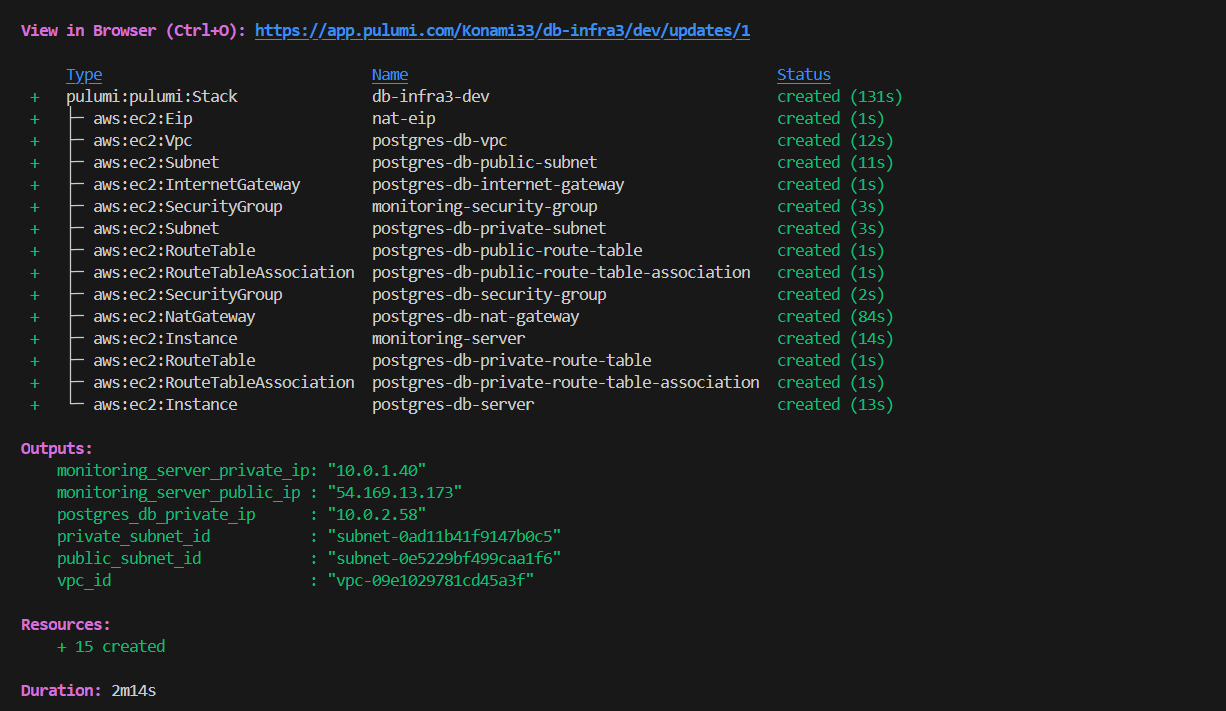 View in Browser (Ctrl+O): https://app.pulumi.com/Konami33/db-infra3/dev/updates/1
Type Name Status
+ pulumi:pulumi:Stack db-infra3-dev created (131s)
+ ├─ aws:ec2:Eip nat-eip created (1s)
+ ├─ aws:ec2:Vpc postgres-db-vpc created (12s)
+ ├─ aws:ec2:Subnet postgres-db-public-subnet created (11s)
+ ├─ aws:ec2:InternetGateway postgres-db-internet-gateway created (1s)
+ ├─ aws:ec2:SecurityGroup monitoring-security-group created (3s)
+ ├─ aws:ec2:Subnet postgres-db-private-subnet created (3s)
+ ├─ aws:ec2:RouteTable postgres-db-public-route-table created (1s)
+ ├─ aws:ec2:RouteTableAssociation postgres-db-public-route-table-association created (1s)
+ ├─ aws:ec2:SecurityGroup postgres-db-security-group created (2s)
+ ├─ aws:ec2:NatGateway postgres-db-nat-gateway created (84s)
+ ├─ aws:ec2:Instance monitoring-server created (14s)
+ ├─ aws:ec2:RouteTable postgres-db-private-route-table created (1s)
+ ├─ aws:ec2:RouteTableAssociation postgres-db-private-route-table-association created (1s)
+ └─ aws:ec2:Instance postgres-db-server created (13s)
Outputs:
monitoring_server_private_ip: "10.0.1.40"
monitoring_server_public_ip : "54.169.13.173"
postgres_db_private_ip : "10.0.2.58"
private_subnet_id : "subnet-0ad11b41f9147b0c5"
public_subnet_id : "subnet-0e5229bf499caa1f6"
vpc_id : "vpc-09e1029781cd45a3f"
Resources:
+ 15 created
Duration: 2m14s